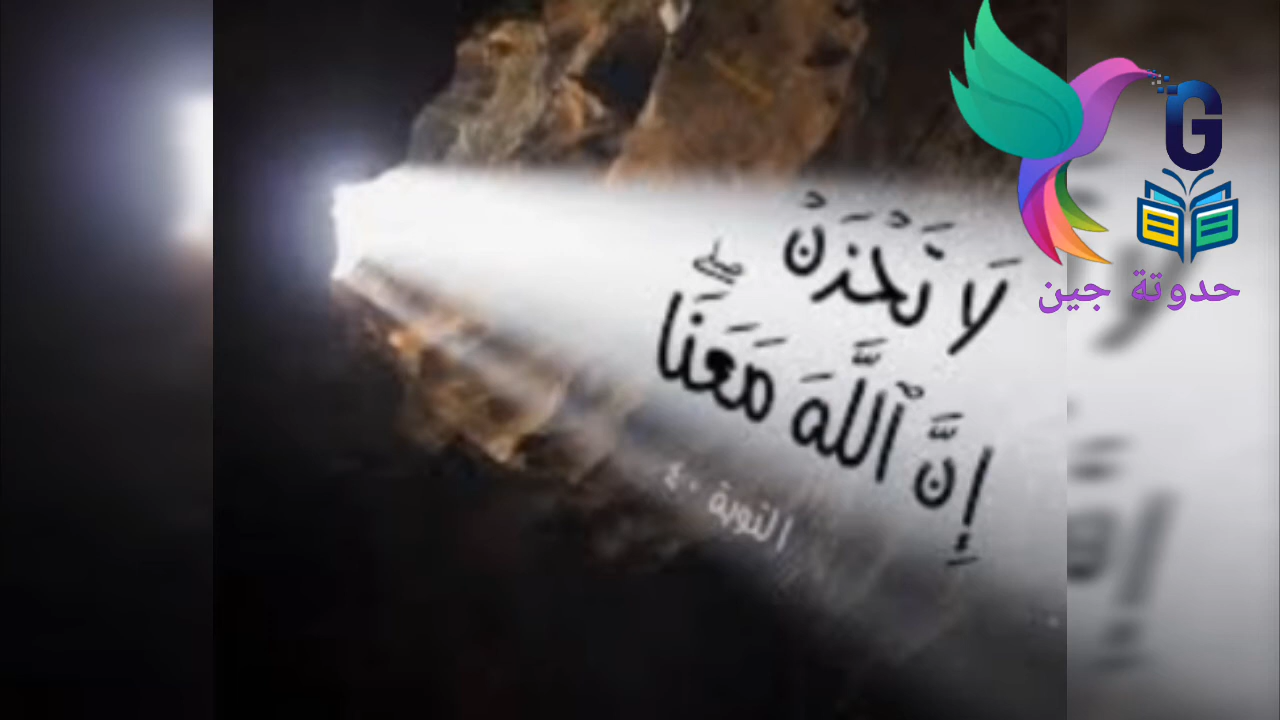 لَا تَحْزَنْ
إِنَّ ٱللَّهَ مَعَنَاۖ
التوبة ٤٠
G
حدوتة جين